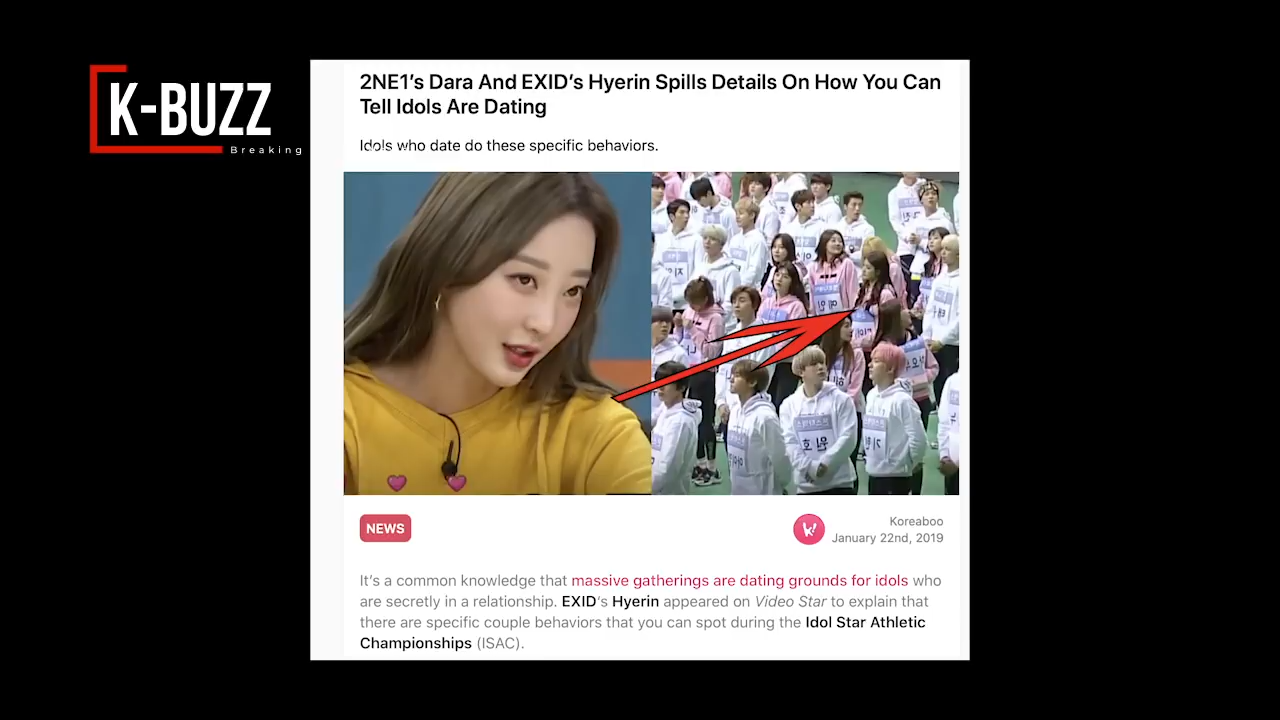 K-BUZZ
Breaking
2NE1’s Dara And EXID’s Hyerin Spills Details On How You Can
Tell Idols Are Dating
Idols who date do these specific behaviors.
NEWS
k!
Koreaboo
January 22nd, 2019
It’s a common knowledge that massive gatherings are dating grounds for idols who
are secretly in a relationship. EXID’s Hyerin appeared on Video Star to explain that
there are specific couple behaviors that you can spot during the Idol Star Athletic
Championships (ISAC).